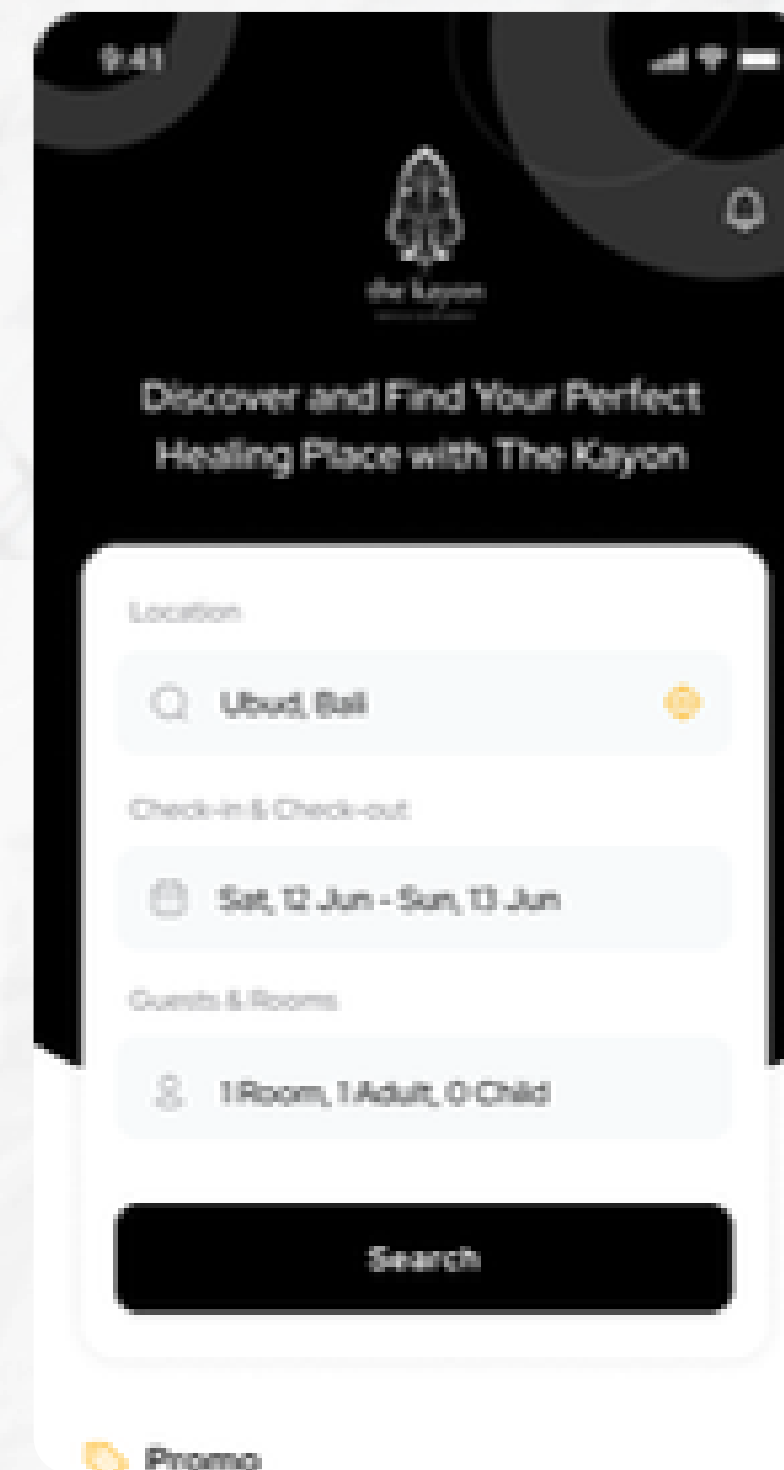 9:41
the kayon
Discover and Find Your Perfect
Healing Place with The Kayon
Location
Ubud, Bali
Check-in & Check-out
Sat, 12 Jun - Sun, 13 Jun
Guests & Rooms
1 Room, 1 Adult, 0 Child
Search
Promo